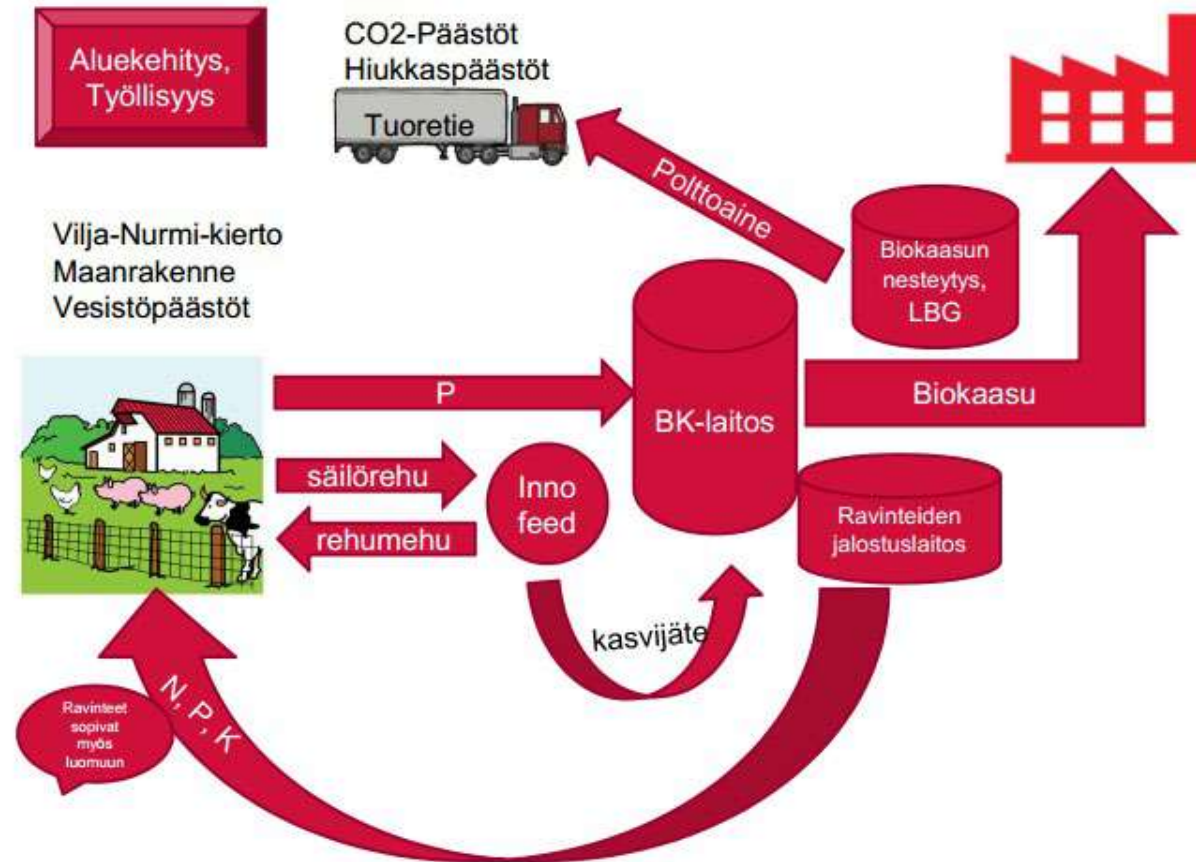 Aluekehitys,
Työllisyys
CO2-Päästöt
Hiukkaspäästöt
Tuoretie
Polttoaine
Biokaasun
nesteytys,
LBG
Vilja-Nurmi-kierto
Maanrakenne
Vesistöpäästöt
P
BK-laitos
Biokaasu
säilörehu
rehumehu
Inno
feed
Ravinteiden
jalostuslaitos
kasvijäte
N, P, K
Ravinteet
sopivat
myös
luomuun